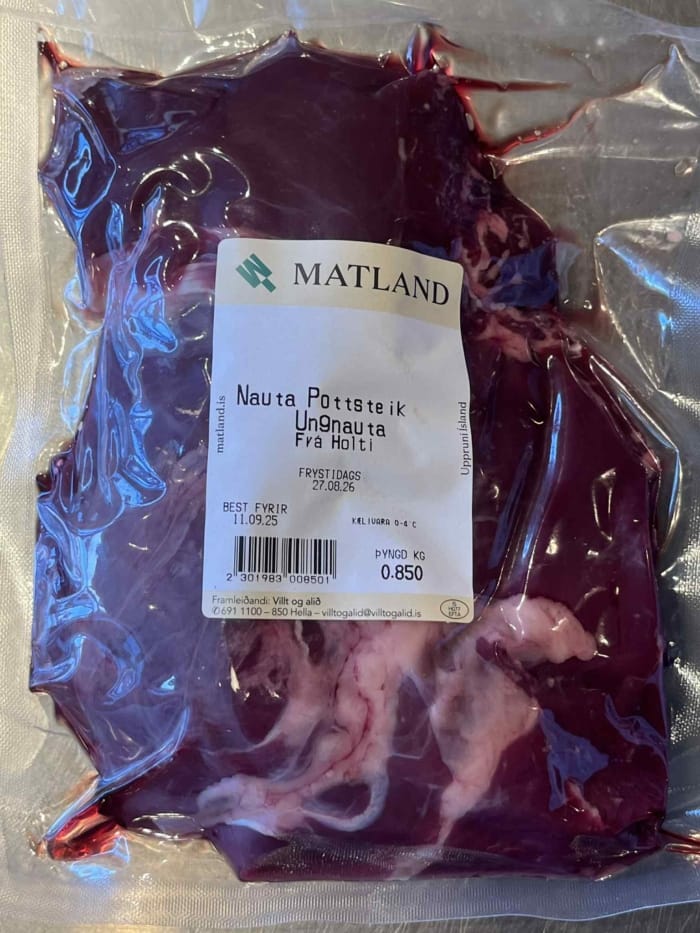 MATLAND
matland.is
Uppruni Ísland
Nauta Pottsteik
Ungnauta
Frá Holti
FRYSTIDAGS
27.08.26
BEST FYRIR
11.09.25
KÆLIVARA 0-4°C
ÞYNGD KG
0.850
2 301983 008501
Framleiðandi: Villt og alið
✆691 1100 – 850 Hella – villtogalid@villtogalid.is
IS
EFTA